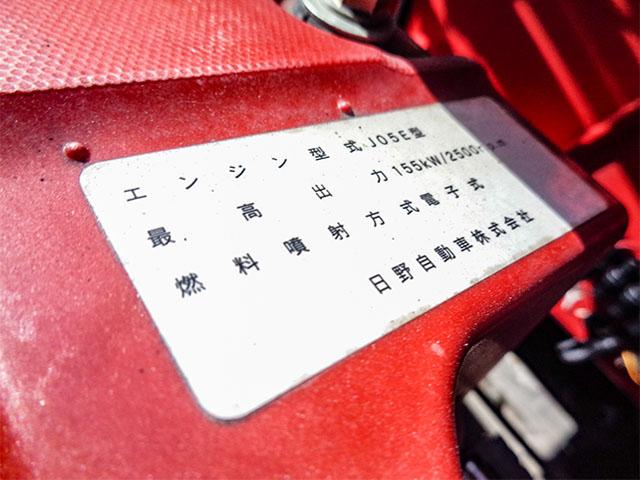 エンジン型式 J05E型
最高出力 155kW/2500r.p.m
燃料噴射方式 電子式
日野自動車株式会社